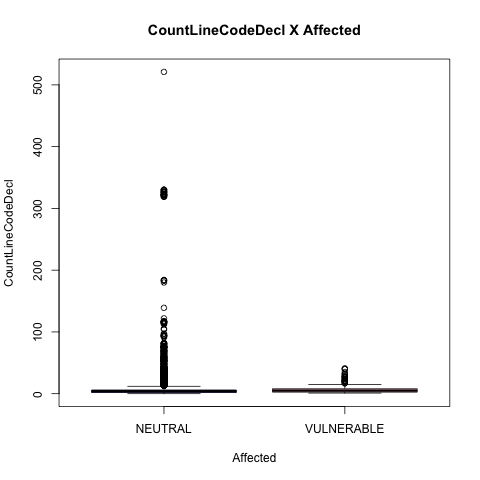 CountLineCodeDecl X Affected
CountLineCodeDecl
500
400
300
200
100
0
NEUTRAL
VULNERABLE
Affected